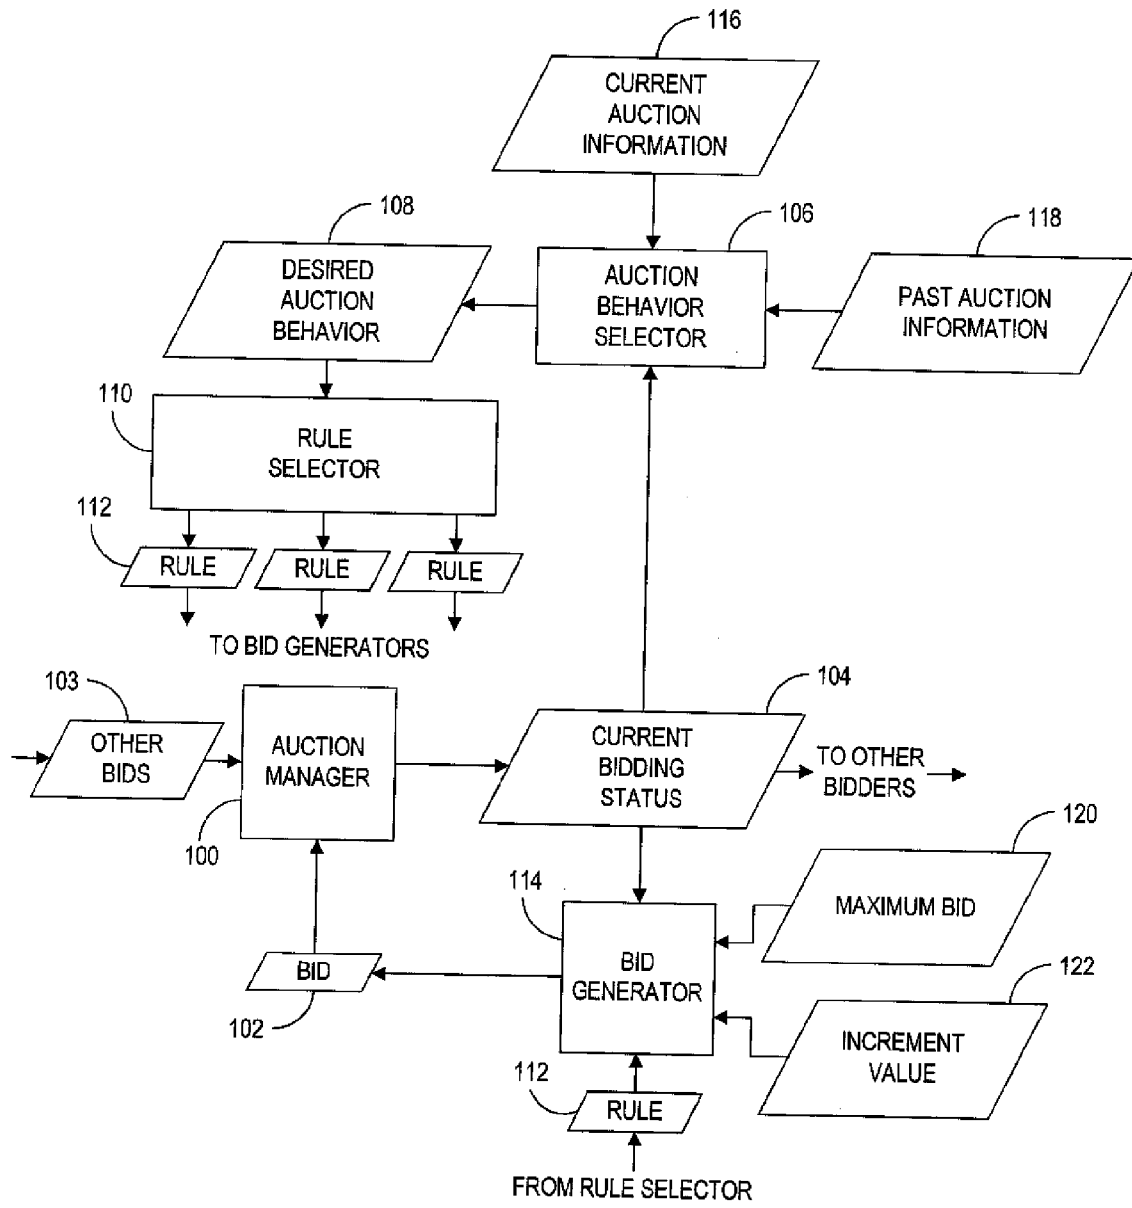 116
CURRENT
AUCTION
INFORMATION
108
106
118
DESIRED
AUCTION
BEHAVIOR
AUCTION
BEHAVIOR
SELECTOR
PAST AUCTION
INFORMATION
110
RULE
SELECTOR
112
RULE
RULE
RULE
TO BID GENERATORS
103
104
OTHER
BIDS
AUCTION
MANAGER
CURRENT
BIDDING
STATUS
TO OTHER
BIDDERS
100
120
114
MAXIMUM BID
BID
102
BID
GENERATOR
122
INCREMENT
VALUE
112
RULE
FROM RULE SELECTOR